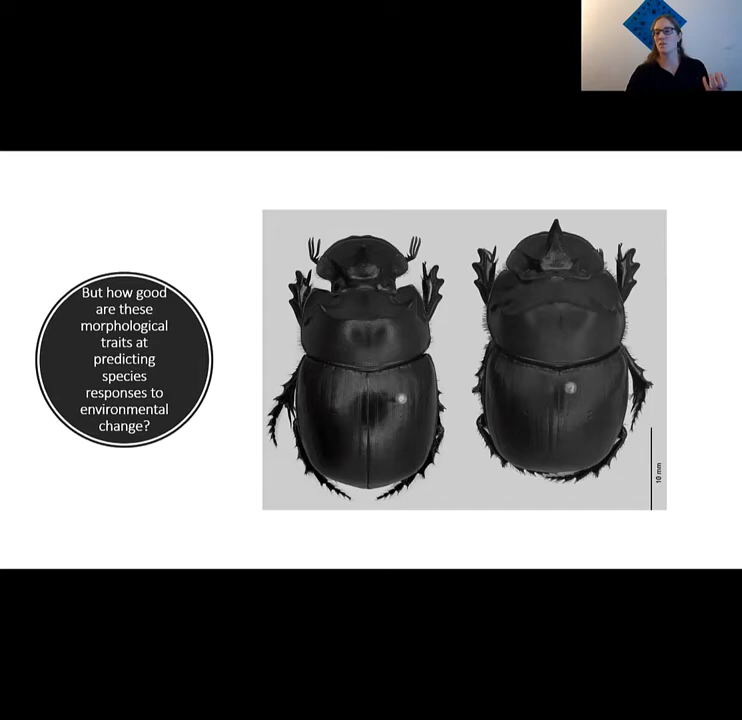 But how good
are these
morphological
traits at
predicting
species
responses to
environmental
change?
10 mm